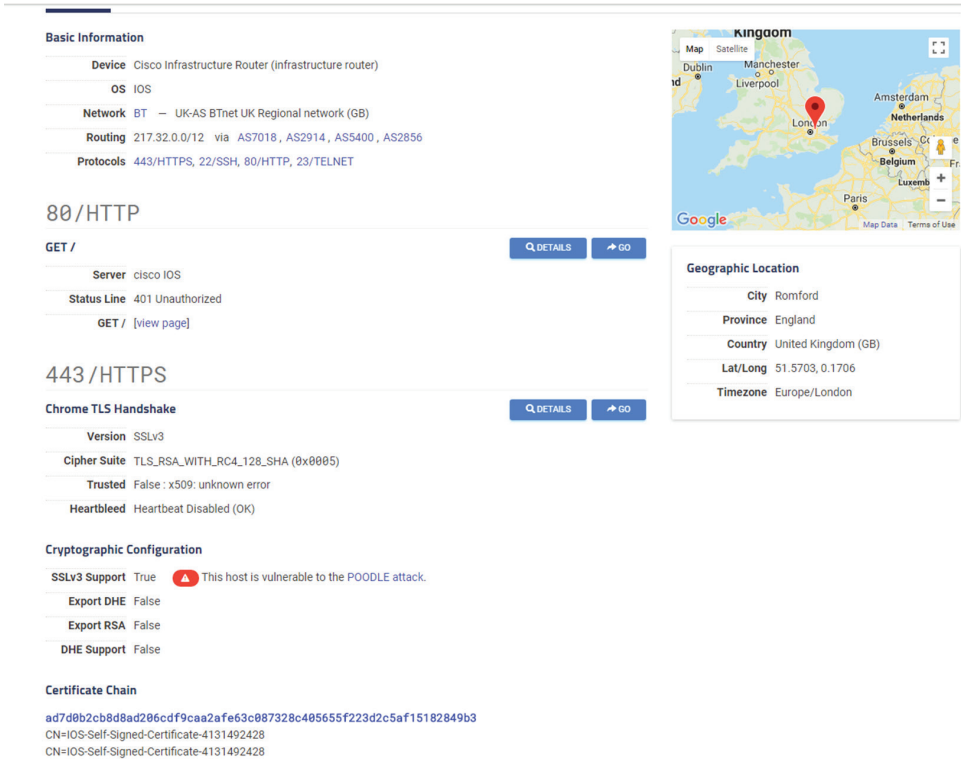 Basic Information
Device Cisco Infrastructure Router (infrastructure router)
OS IOS
Network BT — UK-AS BTnet UK Regional network (GB)
Routing 217.32.0.0/12 via AS7018 , AS2914 , AS5400 , AS2856
Protocols 443/HTTPS, 22/SSH, 80/HTTP, 23/TELNET
80/HTTP
GET /
DETAILS
GO
Server cisco IOS
Status Line 401 Unauthorized
GET / [view page]
443/HTTPS
Chrome TLS Handshake
DETAILS
GO
Version SSLv3
Cipher Suite TLS_RSA_WITH_RC4_128_SHA (0x0005)
Trusted False : x509: unknown error
Heartbleed Heartbeat Disabled (OK)
Cryptographic Configuration
SSLv3 Support True This host is vulnerable to the POODLE attack.
Export DHE False
Export RSA False
DHE Support False
Certificate Chain
ad7d0b2cb8d8ad206cdf9caa2afe63c087328c405655f223d2c5af15182849b3
CN=IOS-Self-Signed-Certificate-4131492428
CN=IOS-Self-Signed-Certificate-4131492428
Kingdom
Map Satellite
Dublin
Manchester
Liverpool
Amsterdam
Netherlands
London
Brussels
Belgium
Luxemb
Paris
Google
Map Data Terms of Use
Geographic Location
City Romford
Province England
Country United Kingdom (GB)
Lat/Long 51.5703, 0.1706
Timezone Europe/London